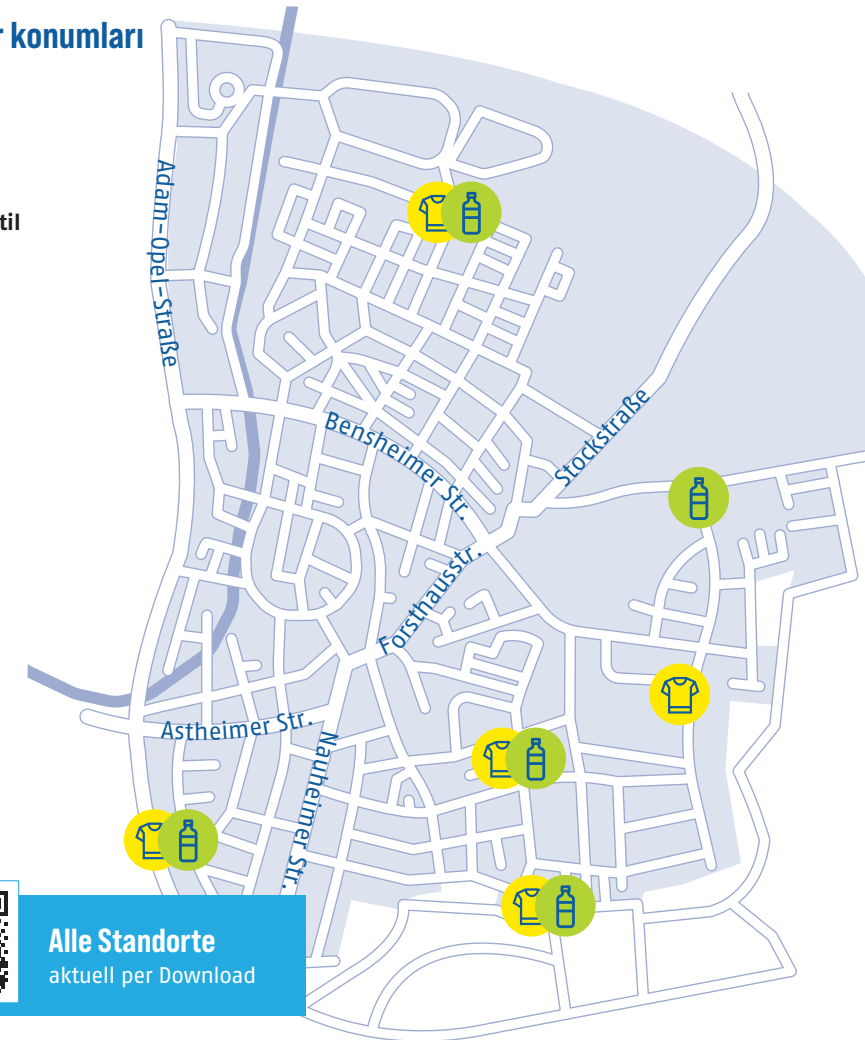 r konumları
til
Adam-Opel-Straße
Bensheimer Str.
Stockstraße
Forsthausstr.
Astheimer Str.
Nauheimer Str.
Alle Standorte
aktuell per Download